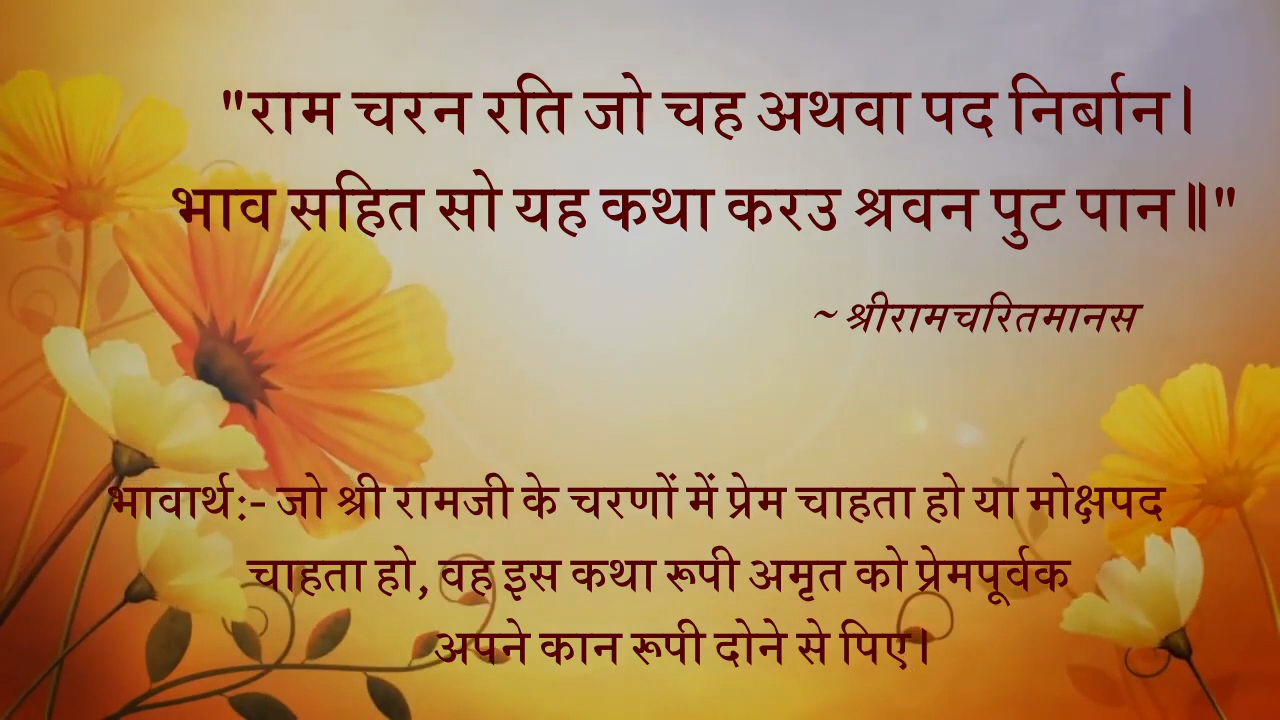 "राम चरन रति जो चह अथवा पद निर्बान।
भाव सहित सो यह कथा करउ श्रवन पुट पान॥"
~ श्रीरामचरितमानस
भावार्थ:- जो श्री रामजी के चरणों में प्रेम चाहता हो या मोक्षपद
चाहता हो, वह इस कथा रूपी अमृत को प्रेमपूर्वक
अपने कान रूपी दोने से पिए।